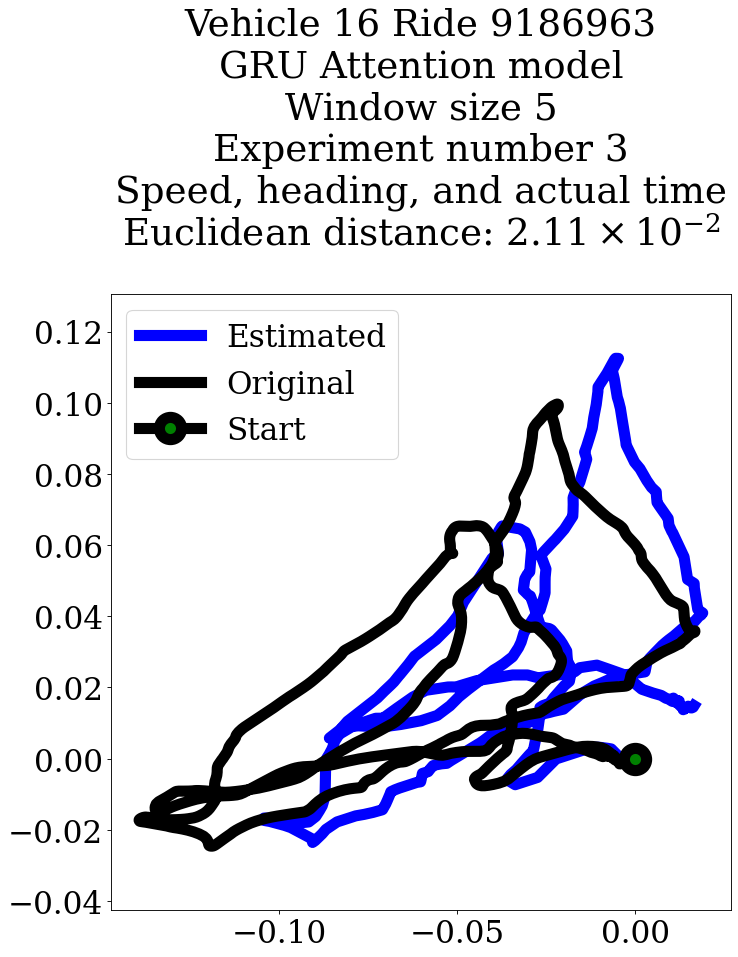 Vehicle 16 Ride 9186963
GRU Attention model
Window size 5
Experiment number 3
Speed, heading, and actual time
Euclidean distance: 2.11 × 10⁻²
Estimated
Original
Start
0.12
0.10
0.08
0.06
0.04
0.02
0.00
−0.02
−0.04
−0.10
−0.05
0.00